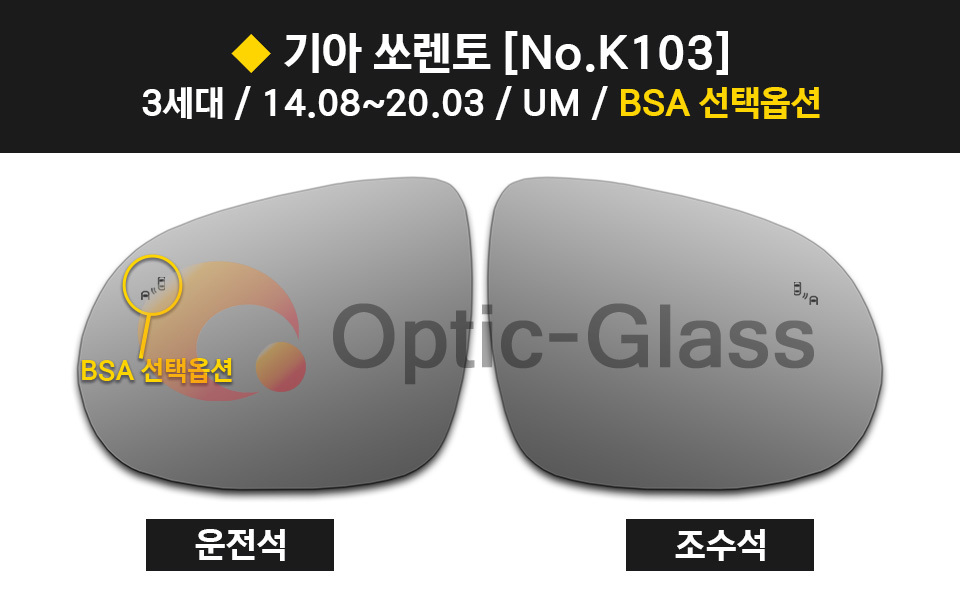 ◆ 기아 쏘렌토 [No.K103]
3세대 / 14.08~20.03 / UM / BSA 선택옵션
BSA 선택옵션
Optic-Glass
운전석
조수석